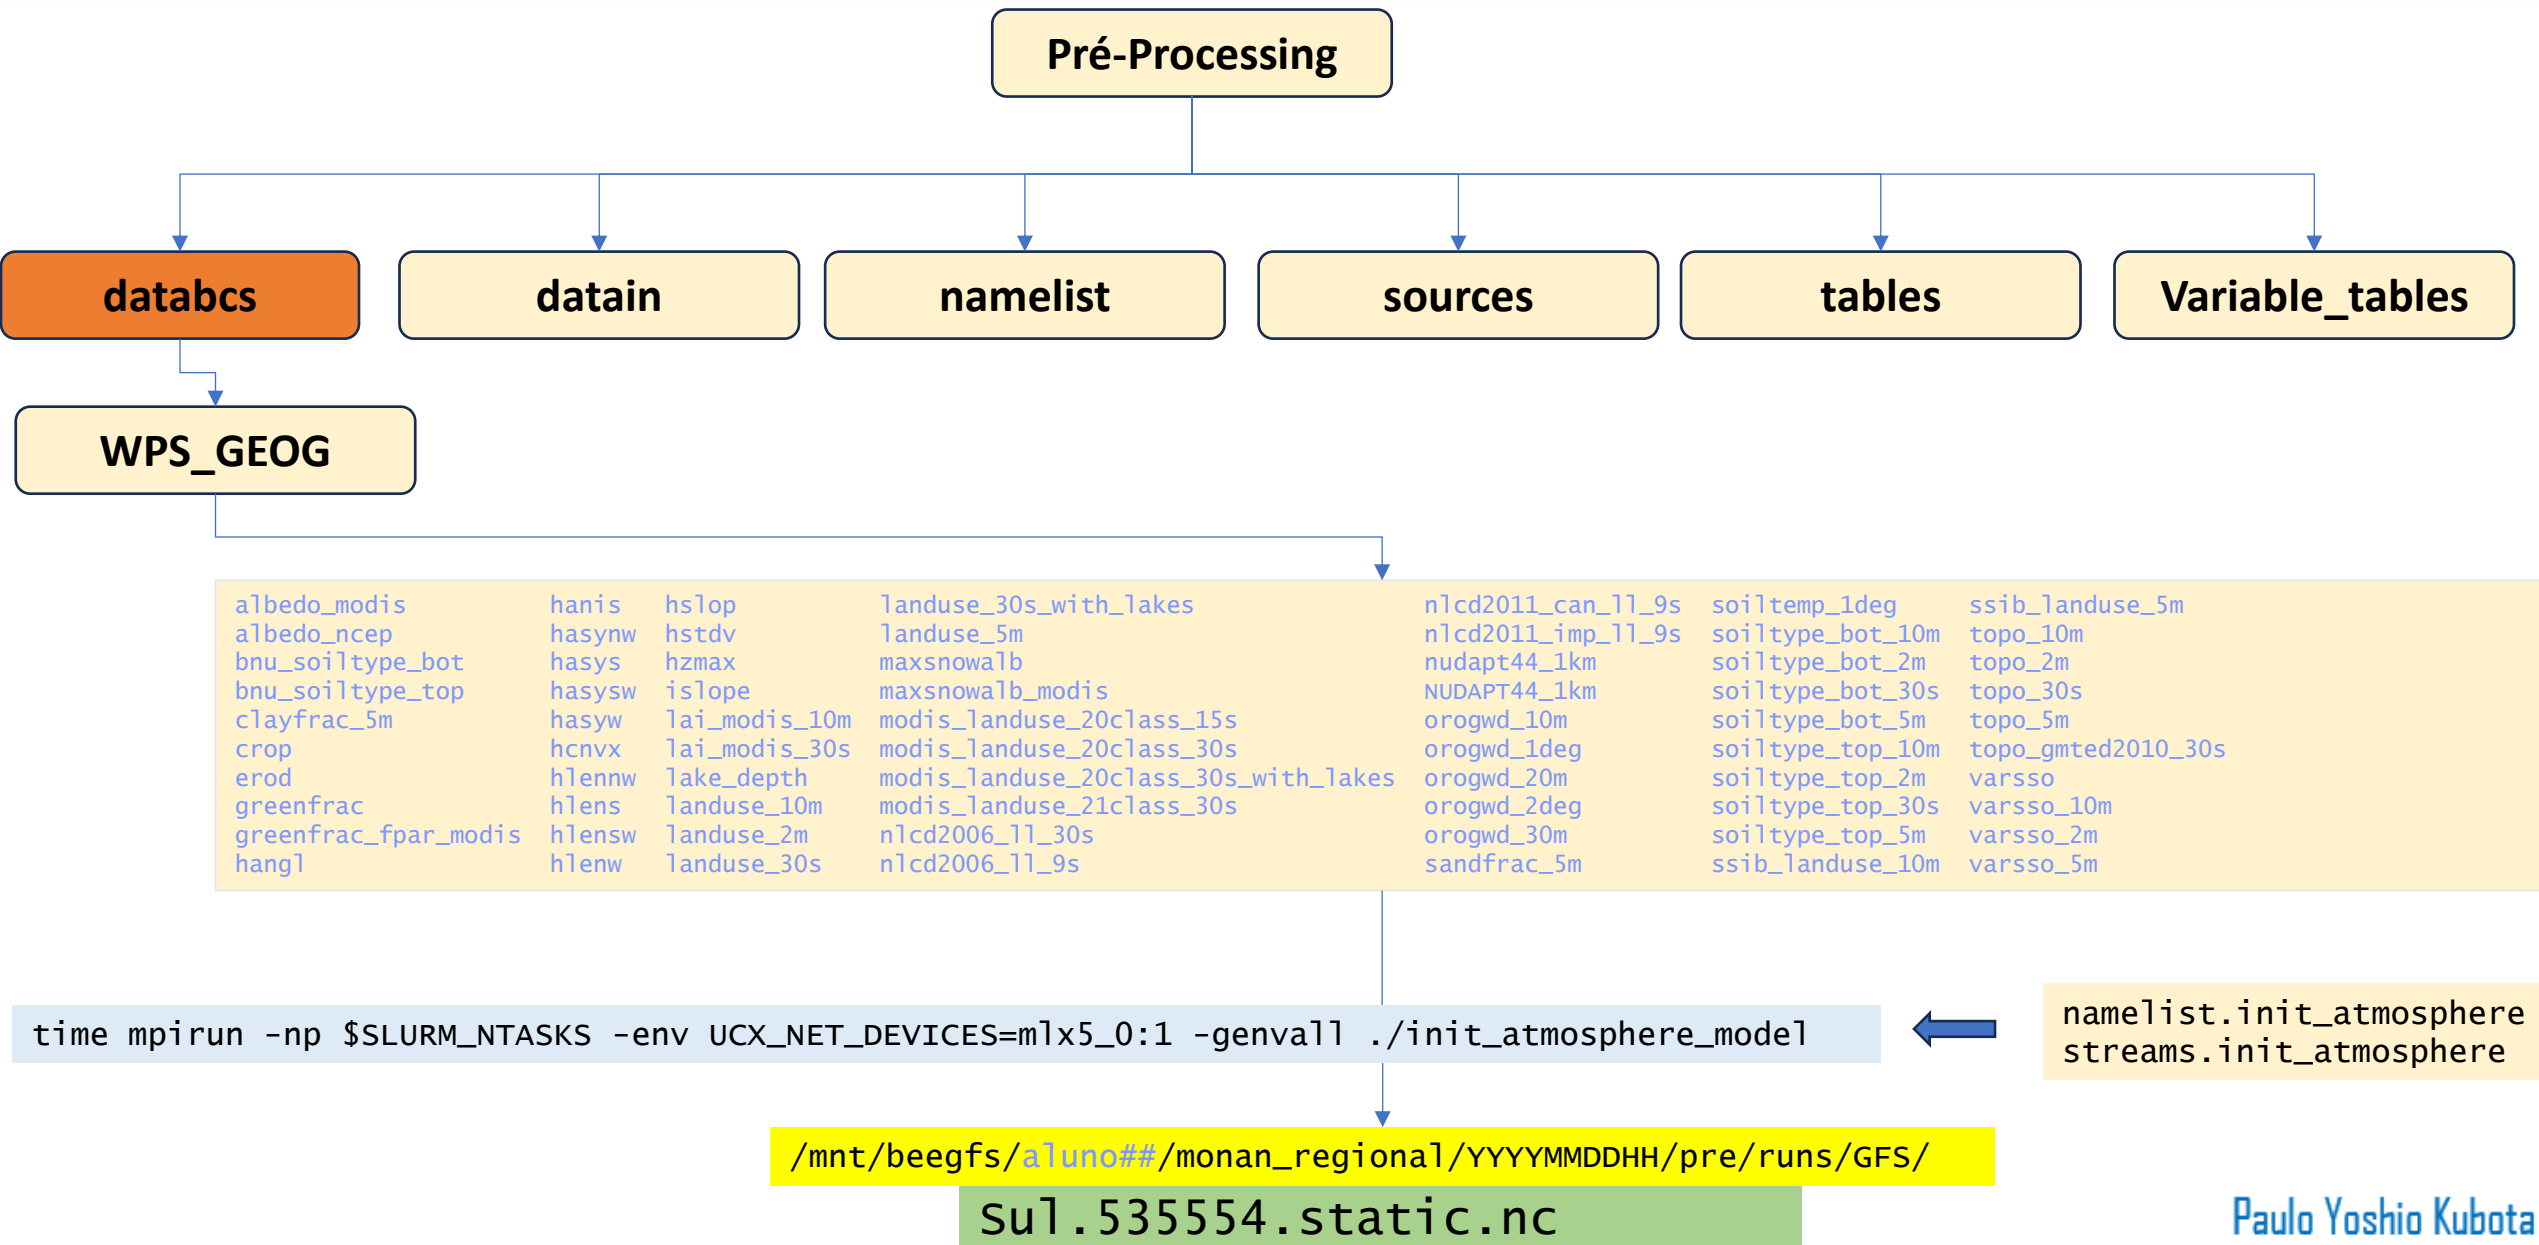 Pré-Processing
databcs datain namelist sources tables Variable_tables
WPS_GEOG
albedo_modis hanis hslop landuse_30s_with_lakes nlcd2011_can_ll_9s soiltemp_1deg ssib_landuse_5m
albedo_ncep hasynw hstdv landuse_5m nlcd2011_imp_ll_9s soiltype_bot_10m topo_10m
bnu_soiltype_bot hasys hzmax maxsnowalb nudapt44_1km soiltype_bot_2m topo_2m
bnu_soiltype_top hasysw islope maxsnowalb_modis NUDAPT44_1km soiltype_bot_30s topo_30s
clayfrac_5m hasyw lai_modis_10m modis_landuse_20class_15s orogwd_10m soiltype_bot_5m topo_5m
crop hcnvx lai_modis_30s modis_landuse_20class_30s orogwd_1deg soiltype_top_10m topo_gmted2010_30s
erod hlennw lake_depth modis_landuse_20class_30s_with_lakes orogwd_20m soiltype_top_2m varsso
greenfrac hlens landuse_10m modis_landuse_21class_30s orogwd_2deg soiltype_top_30s varsso_10m
greenfrac_fpar_modis hlensw landuse_2m nlcd2006_ll_30s orogwd_30m soiltype_top_5m varsso_2m
hangl hlenw landuse_30s nlcd2006_ll_9s sandfrac_5m ssib_landuse_10m varsso_5m
time mpirun -np $SLURM_NTASKS -env UCX_NET_DEVICES=mlx5_0:1 -genvall ./init_atmosphere_model
namelist.init_atmosphere
streams.init_atmosphere
/mnt/beegfs/aluno##/monan_regional/YYYYMMDDHH/pre/runs/GFS/
Sul.535554.static.nc
Paulo Yoshio Kubota